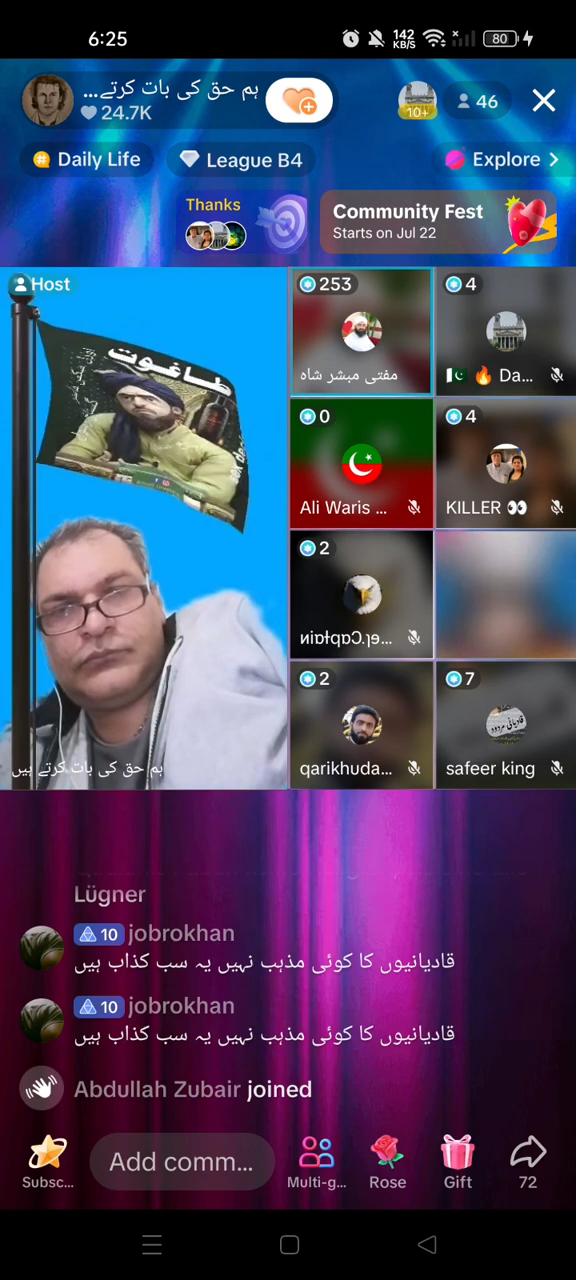 6:25
142
KB/S
80
ہم حق کی بات کرتے...
24.7K
10+
46
Daily Life
League B4
Explore
Thanks
Community Fest
Starts on Jul 22
Host
طاغوت
253
مفتی مبشر شاہ
4
Da...
0
Ali Waris ...
4
KILLER 👀
2
2
qarikhuda...
7
قادیانی مردود
safeer king
ہم حق کی بات کرتے ہیں
Lügner
10 jobrokhan
قادیانیوں کا کوئی مذہب نہیں یہ سب کذاب ہیں
10 jobrokhan
قادیانیوں کا کوئی مذہب نہیں یہ سب کذاب ہیں
Abdullah Zubair joined
Subsc...
Add comm...
Multi-g...
Rose
Gift
72